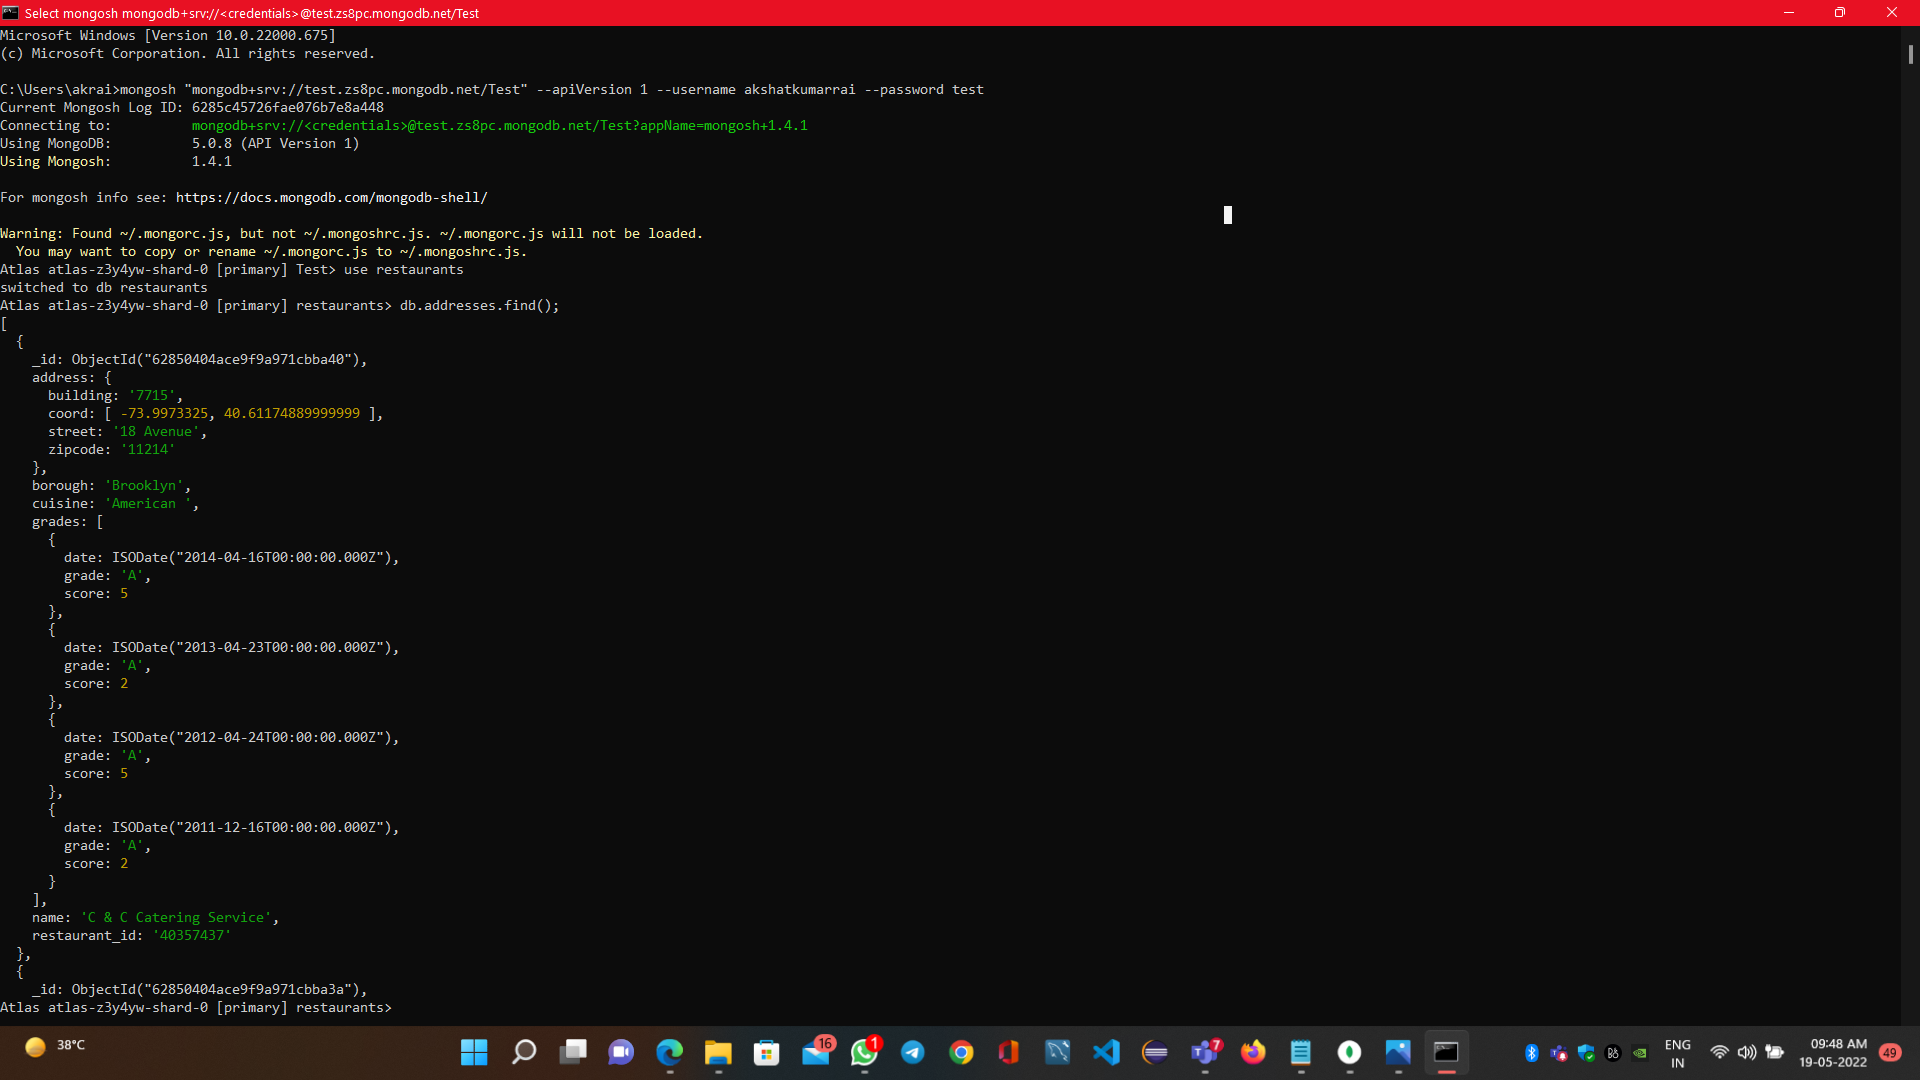 Select mongosh mongodb+srv://<credentials>@test.zs8pc.mongodb.net/Test
Microsoft Windows [Version 10.0.22000.675]
(c) Microsoft Corporation. All rights reserved.
C:\Users\akrai>mongosh "mongodb+srv://test.zs8pc.mongodb.net/Test" --apiVersion 1 --username akshatkumarrai --password test
Current Mongosh Log ID: 6285c45726fae076b7e8a448
Connecting to:          mongodb+srv://<credentials>@test.zs8pc.mongodb.net/Test?appName=mongosh+1.4.1
Using MongoDB:          5.0.8 (API Version 1)
Using Mongosh:          1.4.1
For mongosh info see: https://docs.mongodb.com/mongodb-shell/
Warning: Found ~/.mongorc.js, but not ~/.mongoshrc.js. ~/.mongorc.js will not be loaded.
  You may want to copy or rename ~/.mongorc.js to ~/.mongoshrc.js.
Atlas atlas-z3y4yw-shard-0 [primary] Test> use restaurants
switched to db restaurants
Atlas atlas-z3y4yw-shard-0 [primary] restaurants> db.addresses.find();
[
  {
    _id: ObjectId("62850404ace9f9a971cbba40"),
    address: {
      building: '7715',
      coord: [ -73.9973325, 40.61174889999999 ],
      street: '18 Avenue',
      zipcode: '11214'
    },
    borough: 'Brooklyn',
    cuisine: 'American ',
    grades: [
      {
        date: ISODate("2014-04-16T00:00:00.000Z"),
        grade: 'A',
        score: 5
      },
      {
        date: ISODate("2013-04-23T00:00:00.000Z"),
        grade: 'A',
        score: 2
      },
      {
        date: ISODate("2012-04-24T00:00:00.000Z"),
        grade: 'A',
        score: 5
      },
      {
        date: ISODate("2011-12-16T00:00:00.000Z"),
        grade: 'A',
        score: 2
      }
    ],
    name: 'C & C Catering Service',
    restaurant_id: '40357437'
  },
  {
    _id: ObjectId("62850404ace9f9a971cbba3a"),
Atlas atlas-z3y4yw-shard-0 [primary] restaurants>
38°C
16
1
7
ENG
IN
09:48 AM
19-05-2022
49